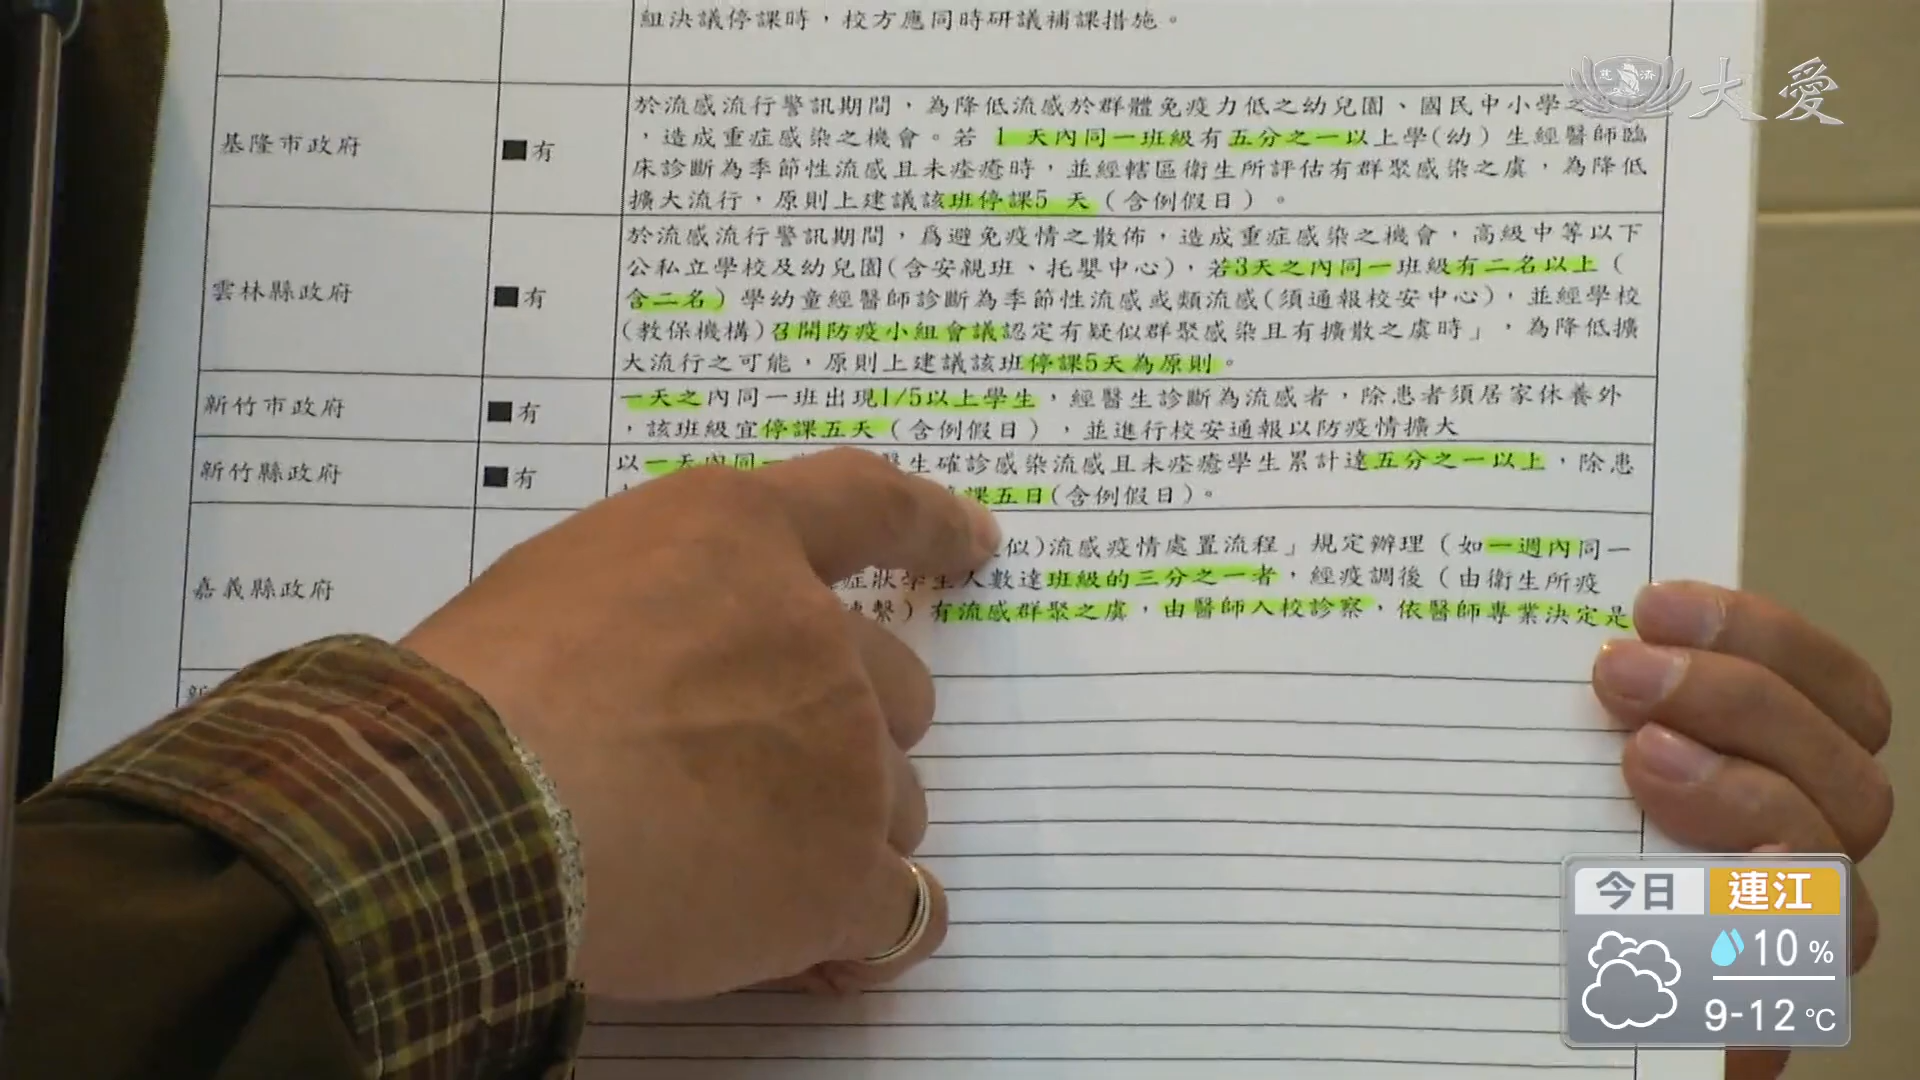 組決議停課時，校方應同時研議補課措施。
基隆市政府
■有
於流感流行警訊期間，為降低流感於群體免疫力低之幼兒園、國民中小學之
，造成重症感染之機會。若 1 天內同一班級有五分之一以上學(幼) 生經醫師臨
床診斷為季節性流感且未痊癒時，並經轄區衛生所評估有群聚感染之虞，為降低
擴大流行，原則上建議該班停課5 天（含例假日）。
雲林縣政府
■有
於流感流行警訊期間，爲避免疫情之散佈，造成重症感染之機會，高級中等以下
公私立學校及幼兒園(含安親班、托嬰中心)，若3天之內同一班級有二名以上（
含二名）學幼童經醫師診斷為季節性流感或類流感(須通報校安中心)，並經學校
(教保機構)召開防疫小組會議認定有疑似群聚感染且有擴散之虞時」，為降低擴
大流行之可能，原則上建議該班停課5天為原則。
新竹市政府
■有
一天之內同一班出現1/5以上學生，經醫生診斷為流感者，除患者須居家休養外
，該班級宜停課五天（含例假日），並進行校安通報以防疫情擴大
新竹縣政府
■有
以一天內同一 醫生確診感染流感且未痊癒學生累計達五分之一以上，除患
課五日(含例假日)。
嘉義縣政府
似)流感疫情處置流程」規定辦理（如一週內同一
症狀學生人數達班級的三分之一者，經疫調後（由衛生所疫
聯繫）有流感群聚之虞，由醫師入校診察，依醫師專業決定是
新
慈濟
大愛
今日
連江
10 %
9-12 ℃